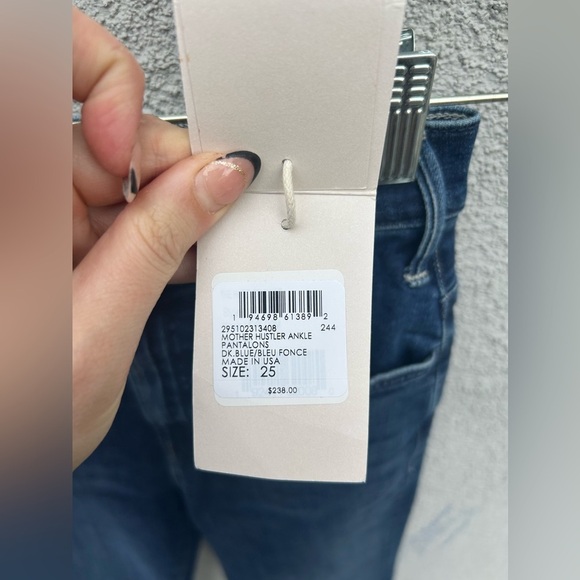 1 94698 61389 2
295102313408 244
MOTHER HUSTLER ANKLE
PANTALONS
DK.BLUE/BLEU FONCE
MADE IN USA
SIZE: 25
$238.00